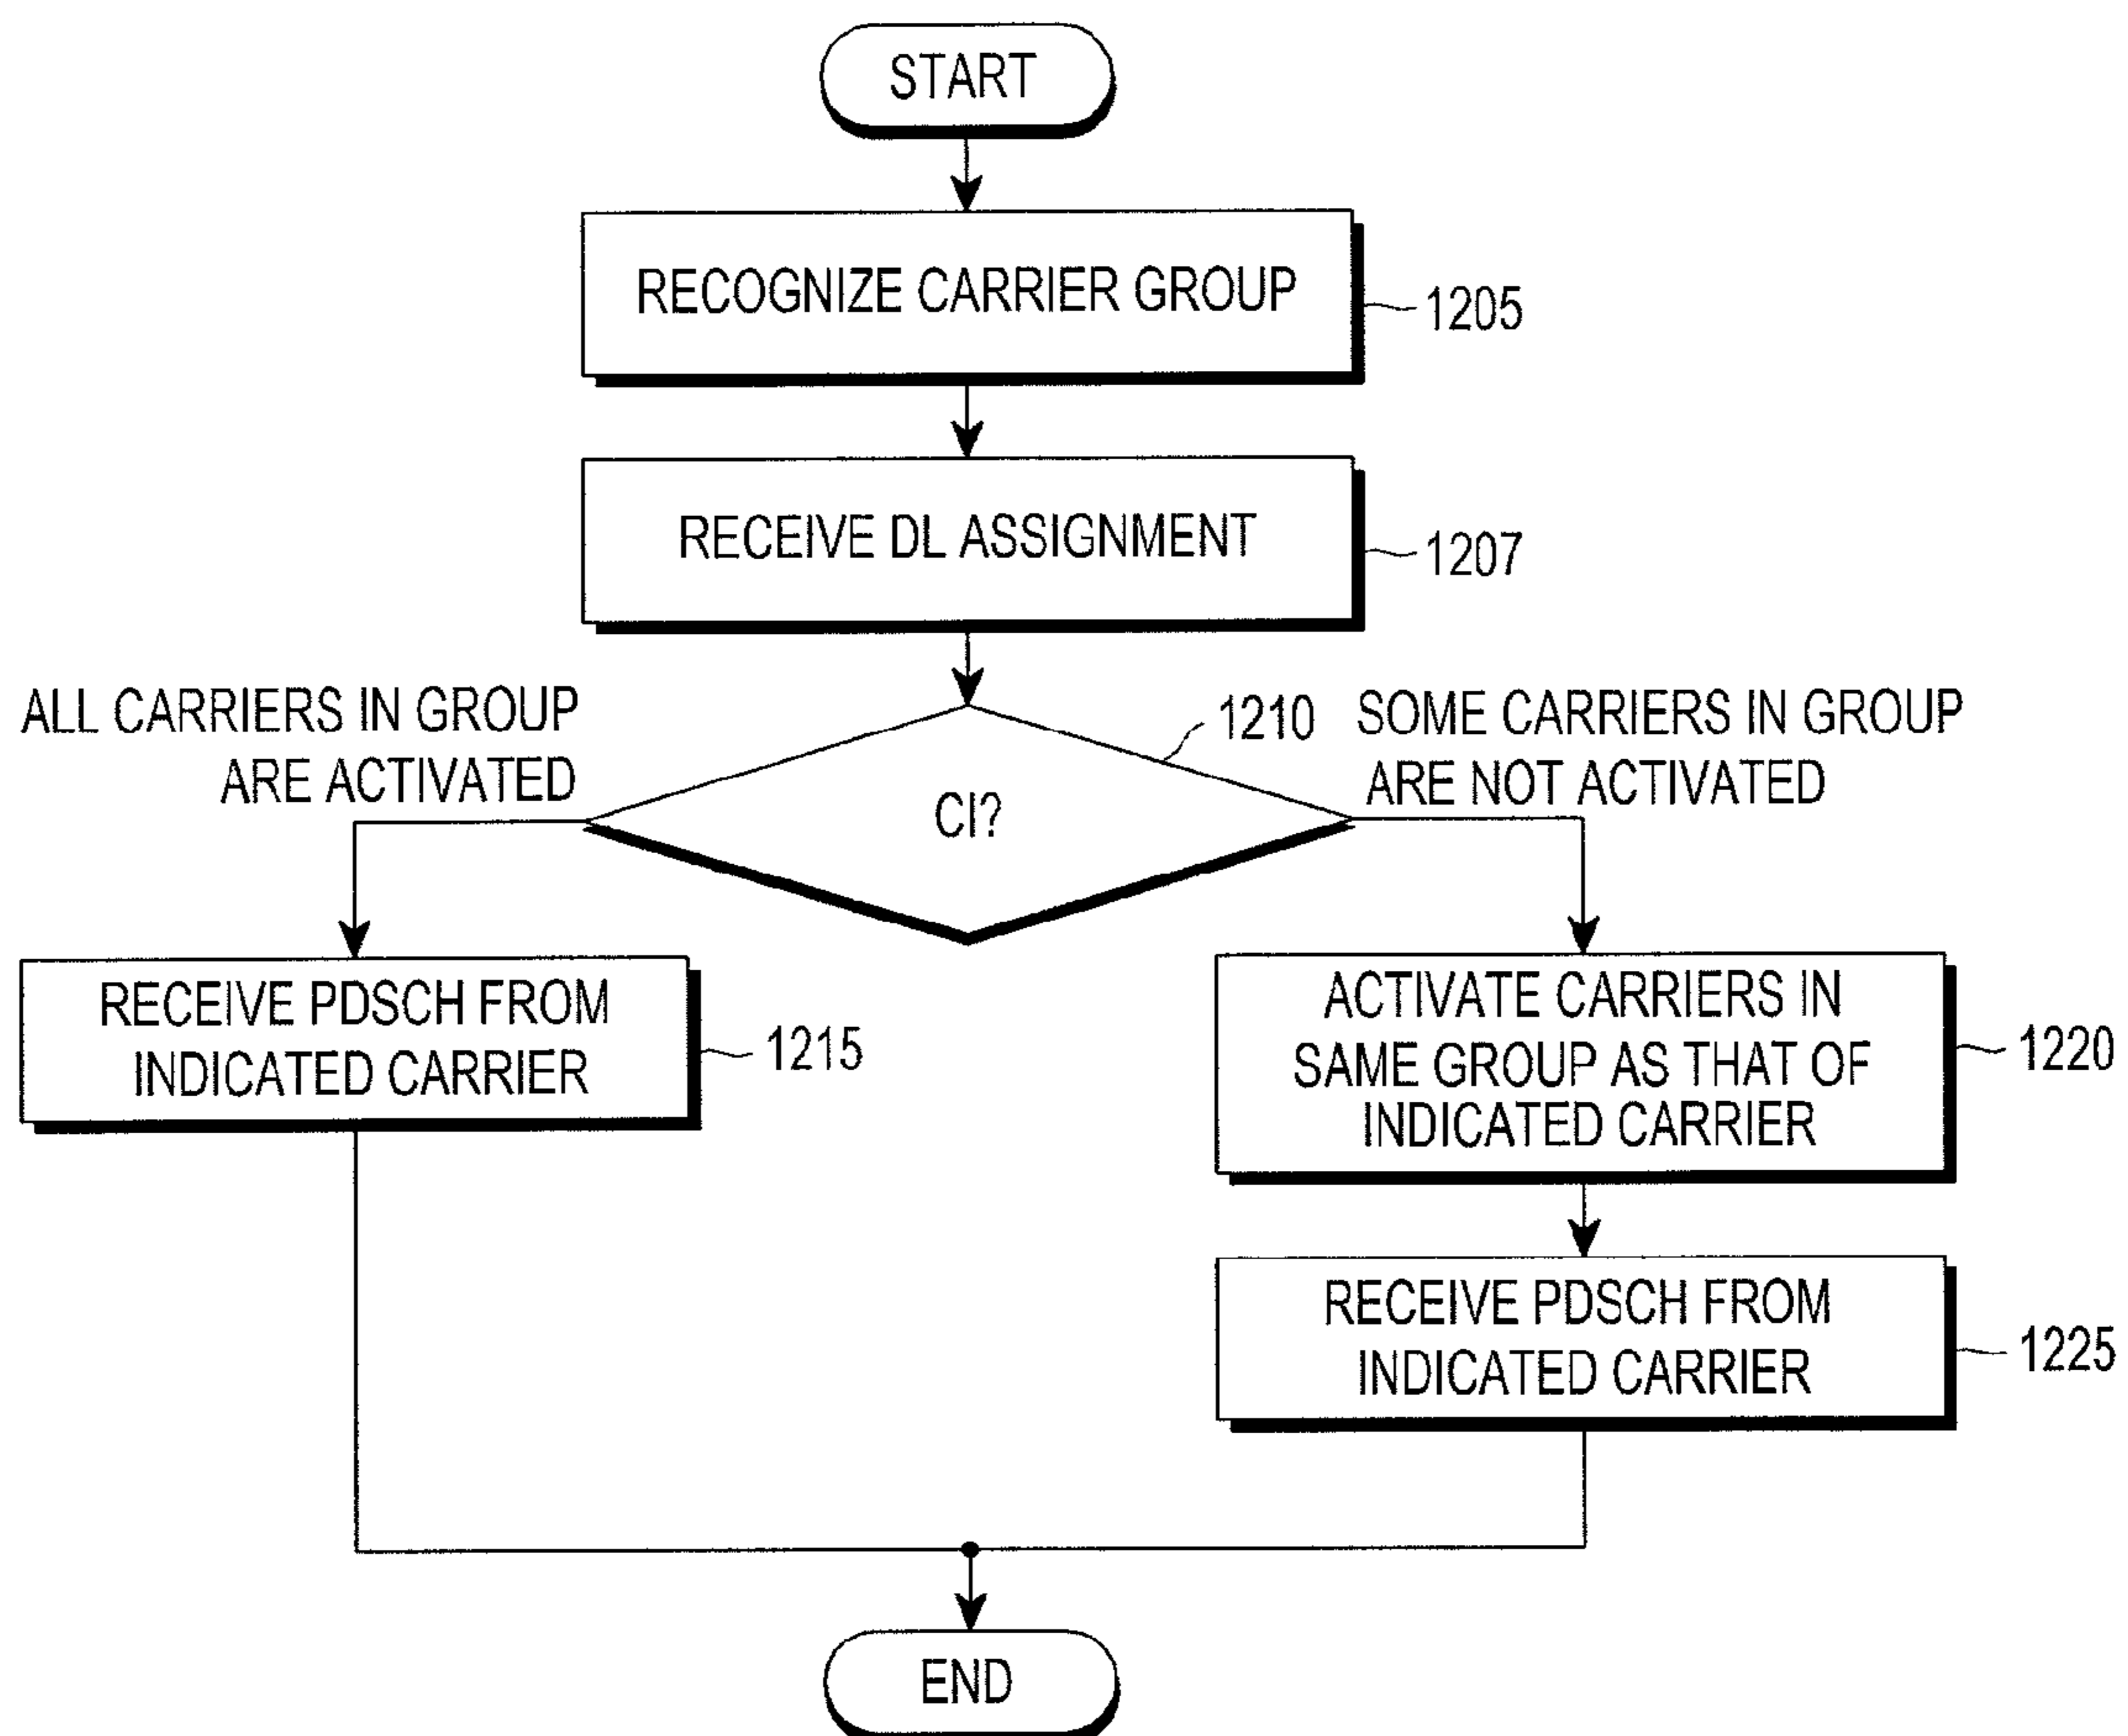 START
RECOGNIZE CARRIER GROUP
1205
RECEIVE DL ASSIGNMENT
1207
ALL CARRIERS IN GROUP
ARE ACTIVATED
1210
SOME CARRIERS IN GROUP
ARE NOT ACTIVATED
CI?
RECEIVE PDSCH FROM
INDICATED CARRIER
1215
ACTIVATE CARRIERS IN
SAME GROUP AS THAT OF
INDICATED CARRIER
1220
RECEIVE PDSCH FROM
INDICATED CARRIER
1225
END